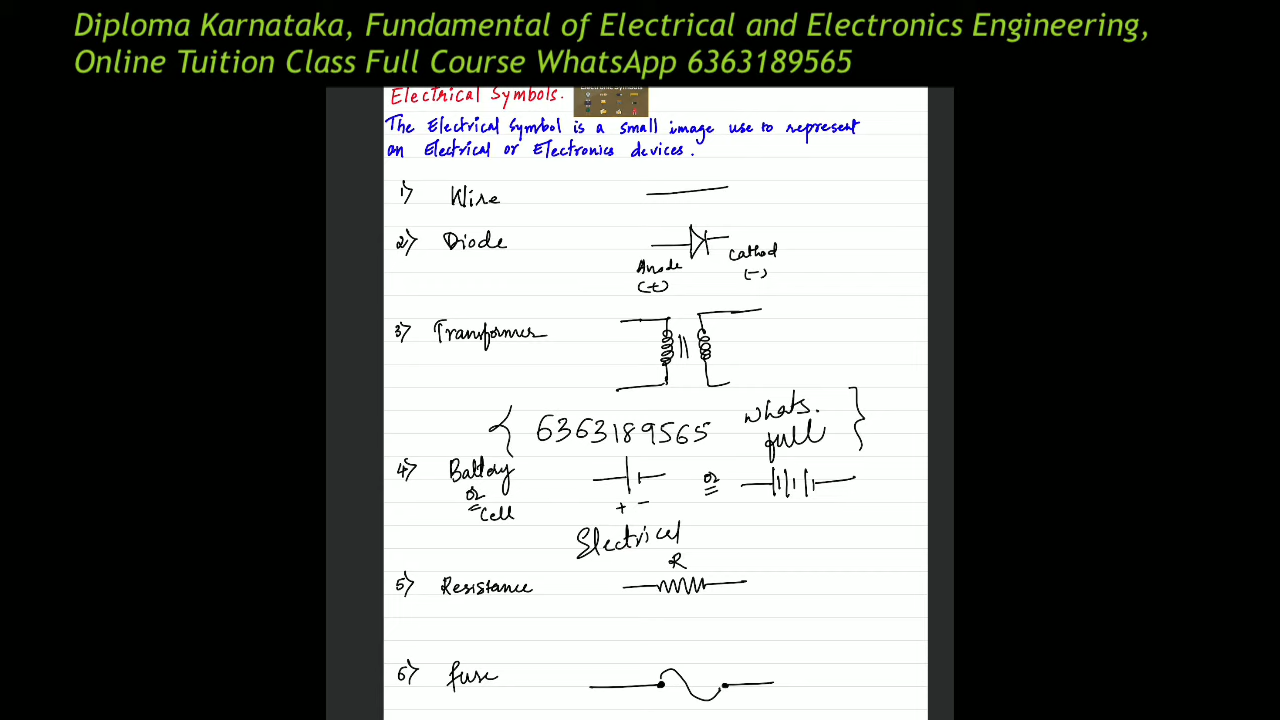 Diploma Karnataka, Fundamental of Electrical and Electronics Engineering,
Online Tuition Class Full Course WhatsApp 6363189565
Electrical Symbols.
The Electrical Symbol is a small image use to represent
an Electrical or Electronics devices.
1) Wire
2) Diode
Anode Cathod
(+) (-)
3) Transformer
{ 6363189565 whats. }
full
4) Battery or
or
Cell
+ -
Electrical
R
5) Resistance
6) fuse